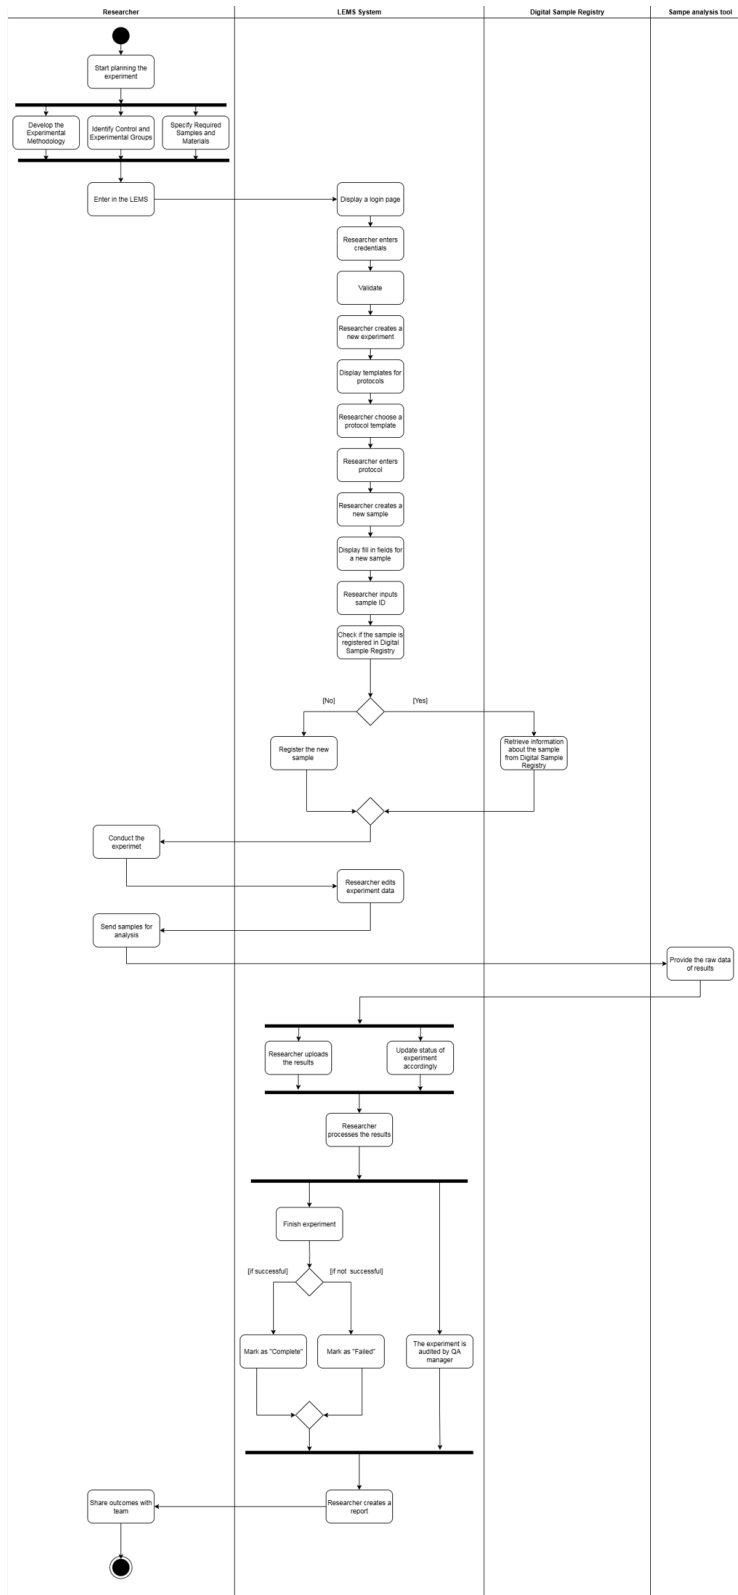 Researcher
LEMS System
Digital Sample Registry
Sampe analysis tool
Start planning the
experiment
Develop the
Experimental
Methodology
Identify Control and
Experimental Groups
Specify Required
Samples and
Materials
Enter in the LEMS
Display a login page
Researcher enters
credentials
Validate
Researcher creates a
new experiment
Display templates for
protocols
Researcher choose a
protocol template
Researcher enters
protocol
Researcher creates a
new sample
Display fill in fields for
a new sample
Researcher inputs
sample ID
Check if the sample is
registered in Digital
Sample Registry
[No]
[Yes]
Register the new
sample
Retrieve information
about the sample
from Digital Sample
Registry
Conduct the
experimet
Researcher edits
experiment data
Send samples for
analysis
Provide the raw data
of results
Researcher uploads
the results
Update status of
experiment
accordingly
Researcher
processes the results
Finish experiment
[if successful]
[if not successful]
Mark as "Complete"
Mark as "Failed"
The experiment is
audited by QA
manager
Share outcomes with
team
Researcher creates a
report